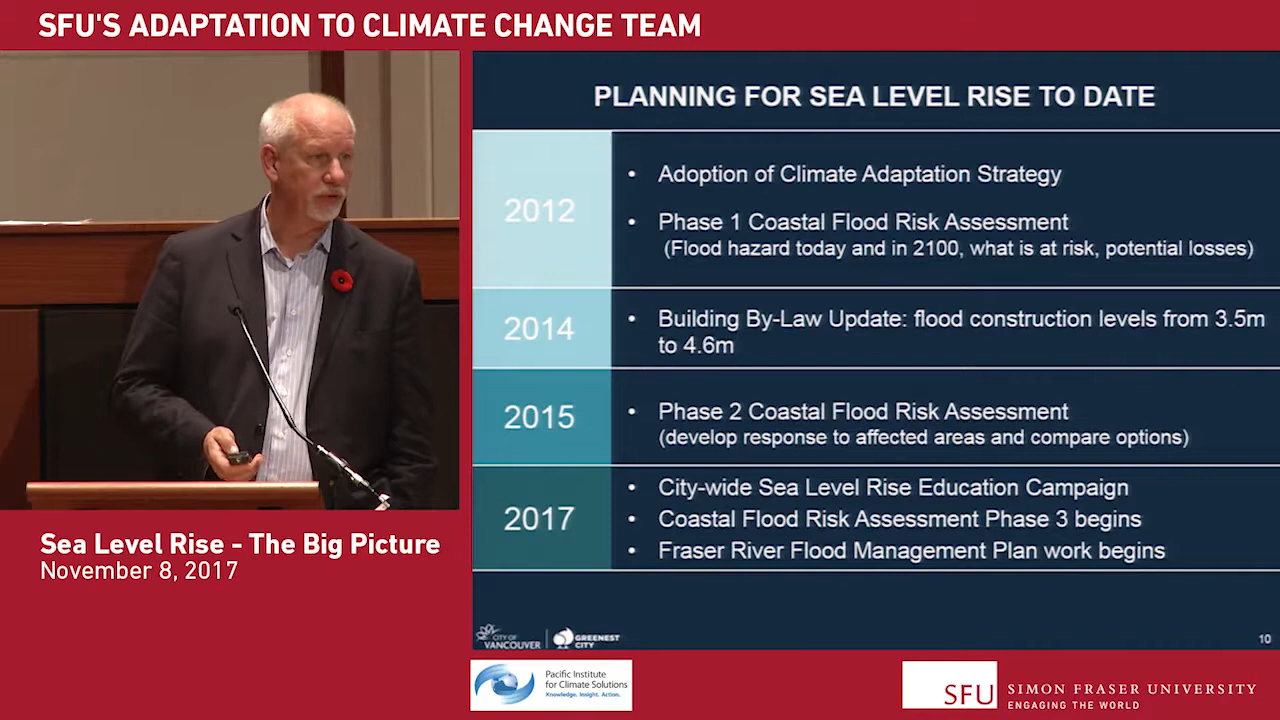 SFU'S ADAPTATION TO CLIMATE CHANGE TEAM
PLANNING FOR SEA LEVEL RISE TO DATE
2012
• Adoption of Climate Adaptation Strategy
• Phase 1 Coastal Flood Risk Assessment
(Flood hazard today and in 2100, what is at risk, potential losses)
2014
• Building By-Law Update: flood construction levels from 3.5m
to 4.6m
2015
• Phase 2 Coastal Flood Risk Assessment
(develop response to affected areas and compare options)
2017
• City-wide Sea Level Rise Education Campaign
• Coastal Flood Risk Assessment Phase 3 begins
• Fraser River Flood Management Plan work begins
CITY OF
VANCOUVER
GREENEST
CITY
10
Sea Level Rise - The Big Picture
November 8, 2017
Pacific Institute
for Climate Solutions
Knowledge. Insight. Action.
SFU
SIMON FRASER UNIVERSITY
ENGAGING THE WORLD